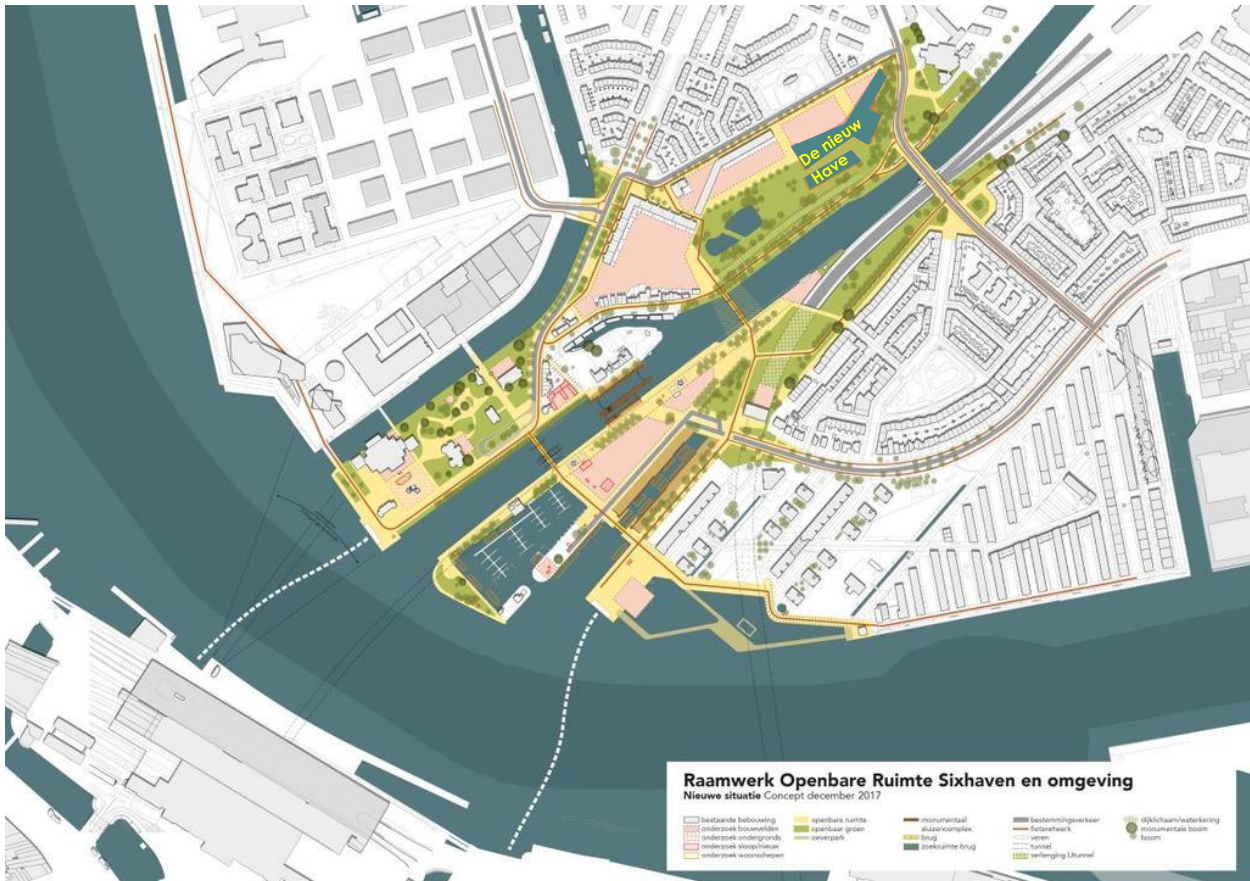 De nieuw
Have
Raamwerk Openbare Ruimte Sixhaven en omgeving
Nieuwe situatie Concept december 2017
bestaande bebouwing
onderzoek bouwvelden
onderzoek ondergronds
onderzoek sloop/nieuw
onderzoek woonschepen
openbare ruimte
openbaar groen
oeverpark
monumentaal
sluizencomplex
brug
zoekruimte brug
bestemmingsverkeer
fietsnetwerk
veren
tunnel
verlenging IJtunnel
dijklichaam/waterkering
monumentale boom
boom